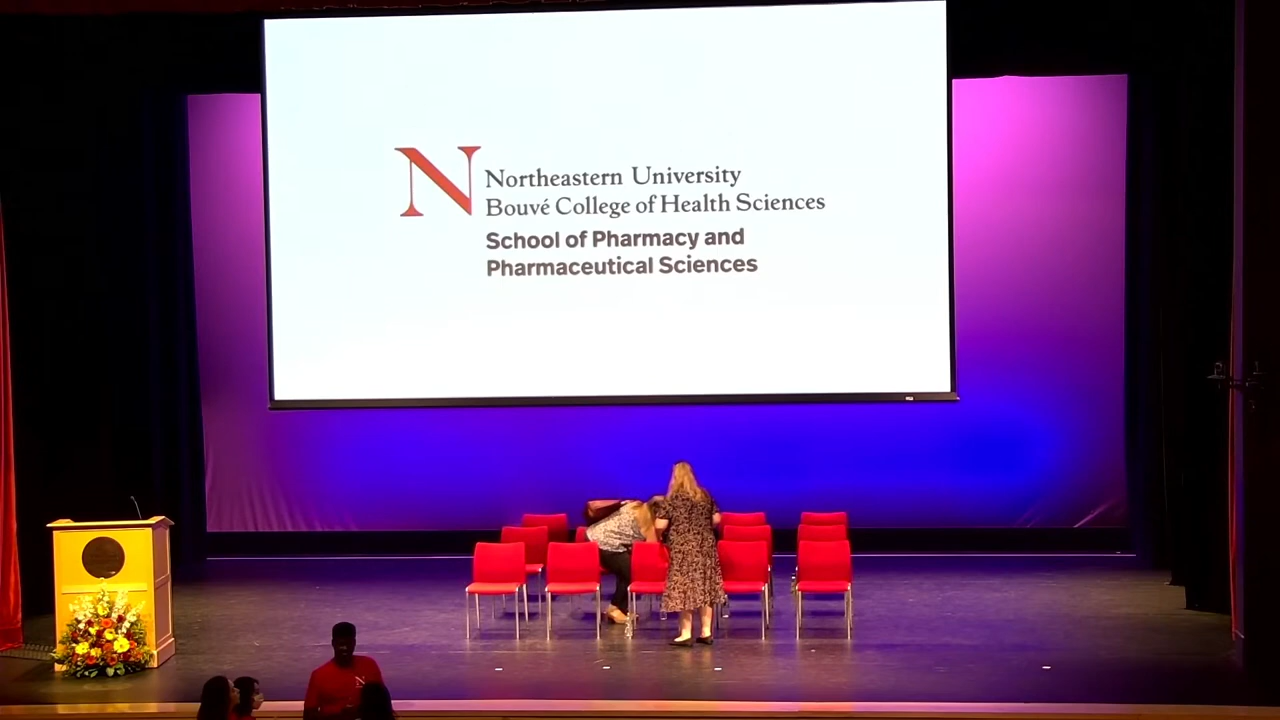 N
Northeastern University
Bouvé College of Health Sciences
School of Pharmacy and
Pharmaceutical Sciences
N